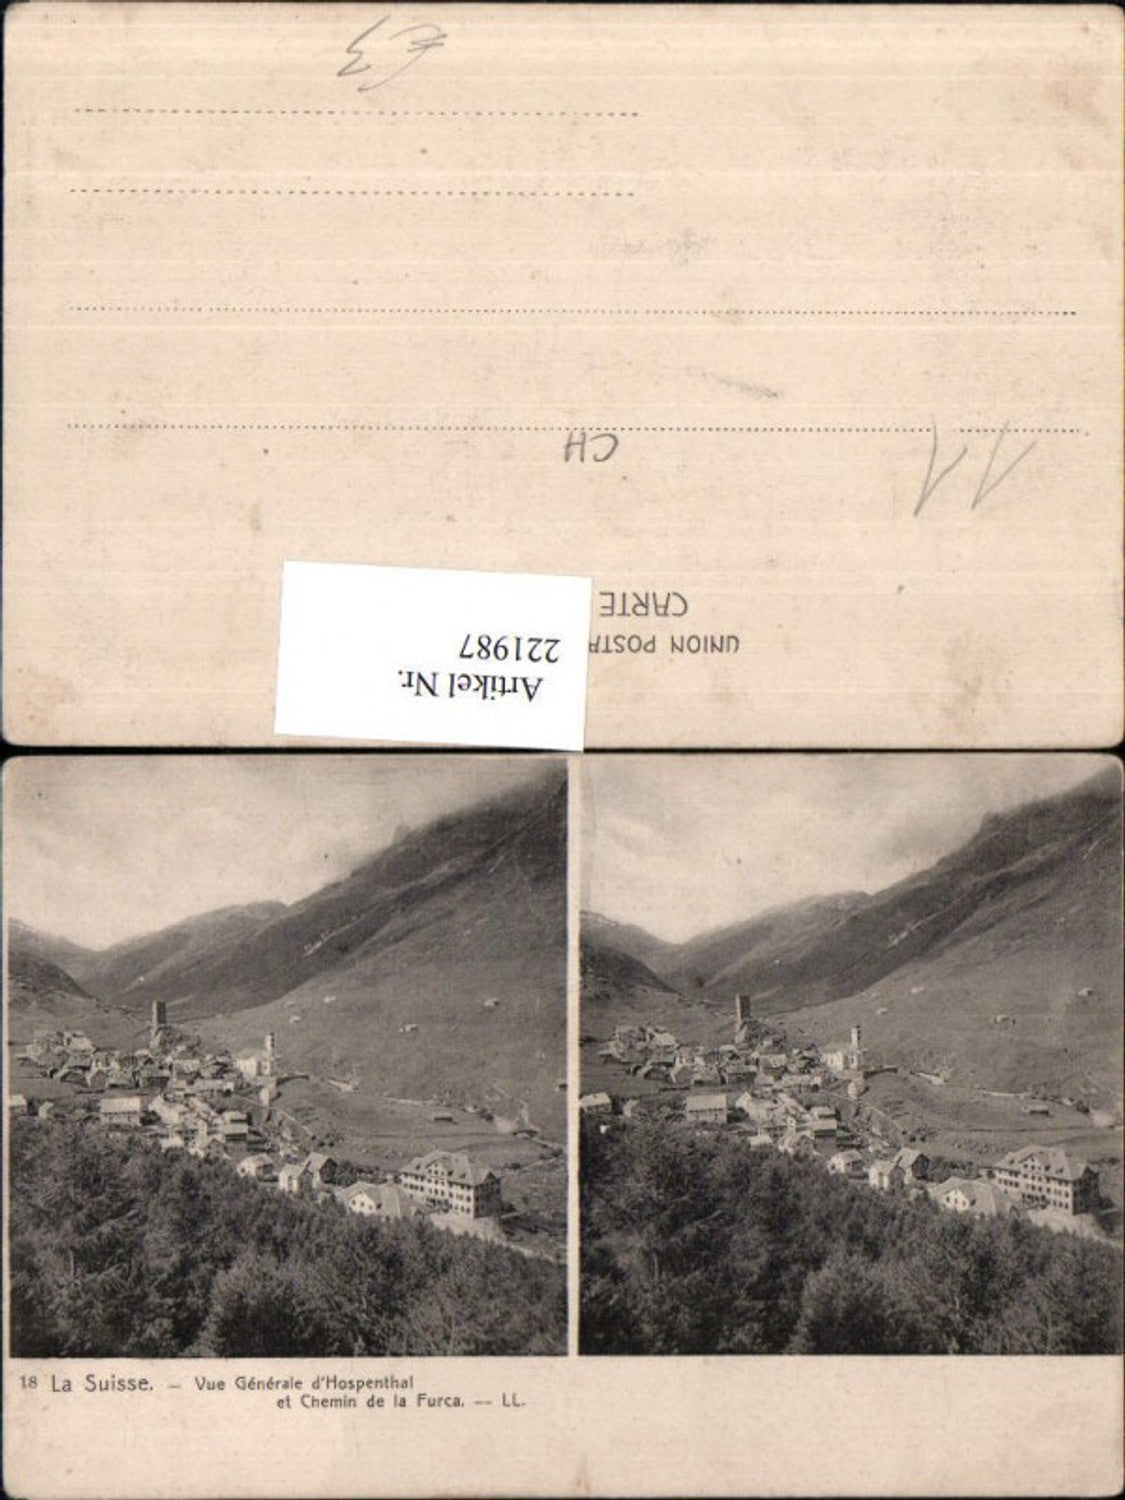 €3
CH
11
UNION POSTA
CARTE
Artikel Nr.
221987
18 La Suisse. — Vue Générale d'Hospenthal
et Chemin de la Furca. — LL.